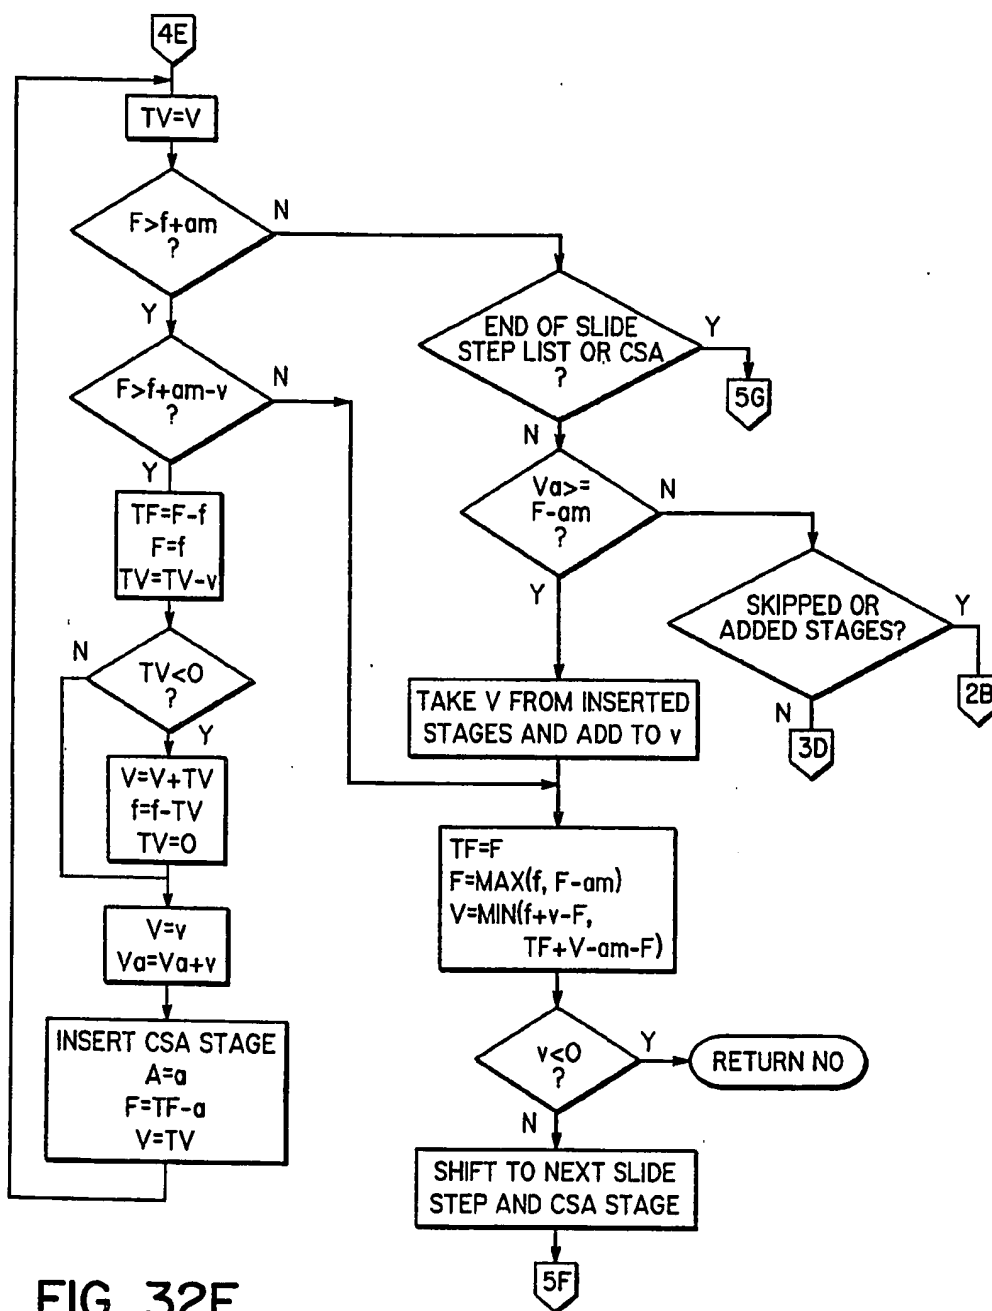 4E
TV=V
F>f+am
?
N
Y
F>f+am-v
?
N
Y
TF=F-f
F=f
TV=TV-v
TV<0
?
N
Y
V=V+TV
f=f-TV
TV=0
V=v
Va=Va+v
INSERT CSA STAGE
A=a
F=TF-a
V=TV
END OF SLIDE
STEP LIST OR CSA
?
Y
5G
N
Va>=
F-am
?
N
Y
SKIPPED OR
ADDED STAGES?
Y
2B
N
3D
TAKE V FROM INSERTED
STAGES AND ADD TO v
TF=F
F=MAX(f, F-am)
V=MIN(f+v-F,
TF+V-am-F)
v<0
?
Y
RETURN NO
N
SHIFT TO NEXT SLIDE
STEP AND CSA STAGE
5F